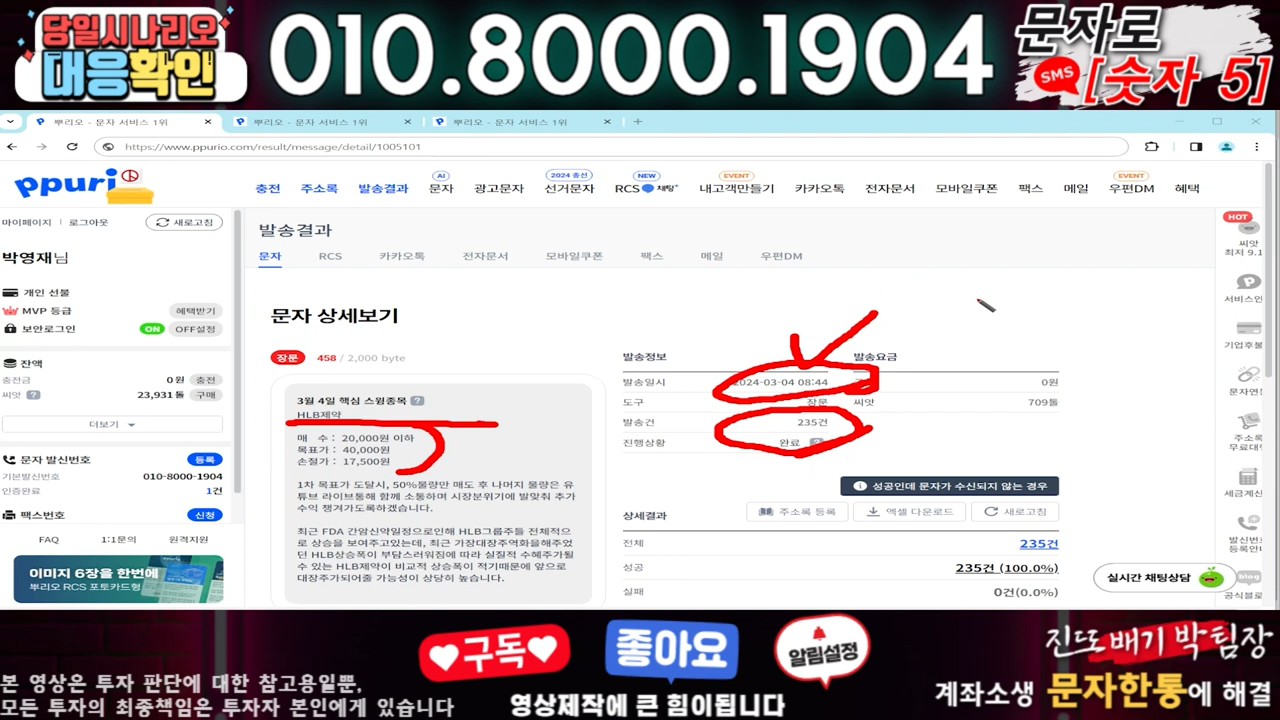 당일시나리오
대응확인
010.8000.1904
문자로
SMS [숫자 5]
뿌리오 - 문자 서비스 1위
뿌리오 - 문자 서비스 1위
뿌리오 - 문자 서비스 1위
https://www.ppurio.com/result/message/detail/1005101
ppuri
충전 주소록 발송결과 AI 문자 광고문자 2024 총선 선거문자 NEW RCS 채팅+ EVENT 내고객만들기 카카오톡 전자문서 모바일쿠폰 팩스 메일 EVENT 우편DM 혜택
마이페이지 | 로그아웃 새로고침
박영재님
개인 선불
MVP 등급 혜택받기
보안로그인 ON OFF설정
잔액
충전금 0원 충전
씨앗 ? 23,931톨 구매
더보기
문자 발신번호 등록
기본발신번호 010-8000-1904
인증완료 1건
팩스번호 신청
FAQ 1:1문의 원격지원
이미지 6장을 한번에
뿌리오 RCS 포토카드형
발송결과
문자 RCS 카카오톡 전자문서 모바일쿠폰 팩스 메일 우편DM
문자 상세보기
장문 458 / 2,000 byte
3월 4일 핵심 스윙종목 ?
HLB제약
매 수 : 20,000원 이하
목표가 : 40,000원
손절가 : 17,500원
1차 목표가 도달시, 50%물량만 매도 후 나머지 물량은 유
튜브 라이브통해 함께 소통하며 시장분위기에 발맞춰 추가
수익 챙겨가도록하겠습니다.
최근 FDA 간암신약일정으로인해 HLB그룹주들 전체적으
로 상승을 보여주고있는데, 최근 가장대장주역화을해주었
던 HLB상승폭이 부담스러워짐에 따라 실질적 수혜주가될
수 있는 HLB제약이 비교적 상승폭이 적기때문에 앞으로
대장주가되어줄 가능성이 상당히 높습니다.
발송정보
발송일시 2024-03-04 08:44
도구 장문
발송건 235건
진행상황 완료 ?
발송요금
0원
씨앗 709톨
성공인데 문자가 수신되지 않는 경우
상세결과 주소록 등록 엑셀 다운로드 새로고침
전체 235건
성공 235건 (100.0%)
실패 0건(0.0%)
HOT
씨앗
최저 9.1
서비스인
기업후불
문자연동
주소록
무료대행
세금계산
발신번호
등록안내
blog
공식블로
실시간 채팅상담
구독
좋아요
알림설정
영상제작에 큰 힘이됩니다
본 영상은 투자 판단에 대한 참고용일뿐,
모든 투자의 최종책임은 투자자 본인에게 있습니다
진또배기 박팀장
계좌소생 문자한통에 해결